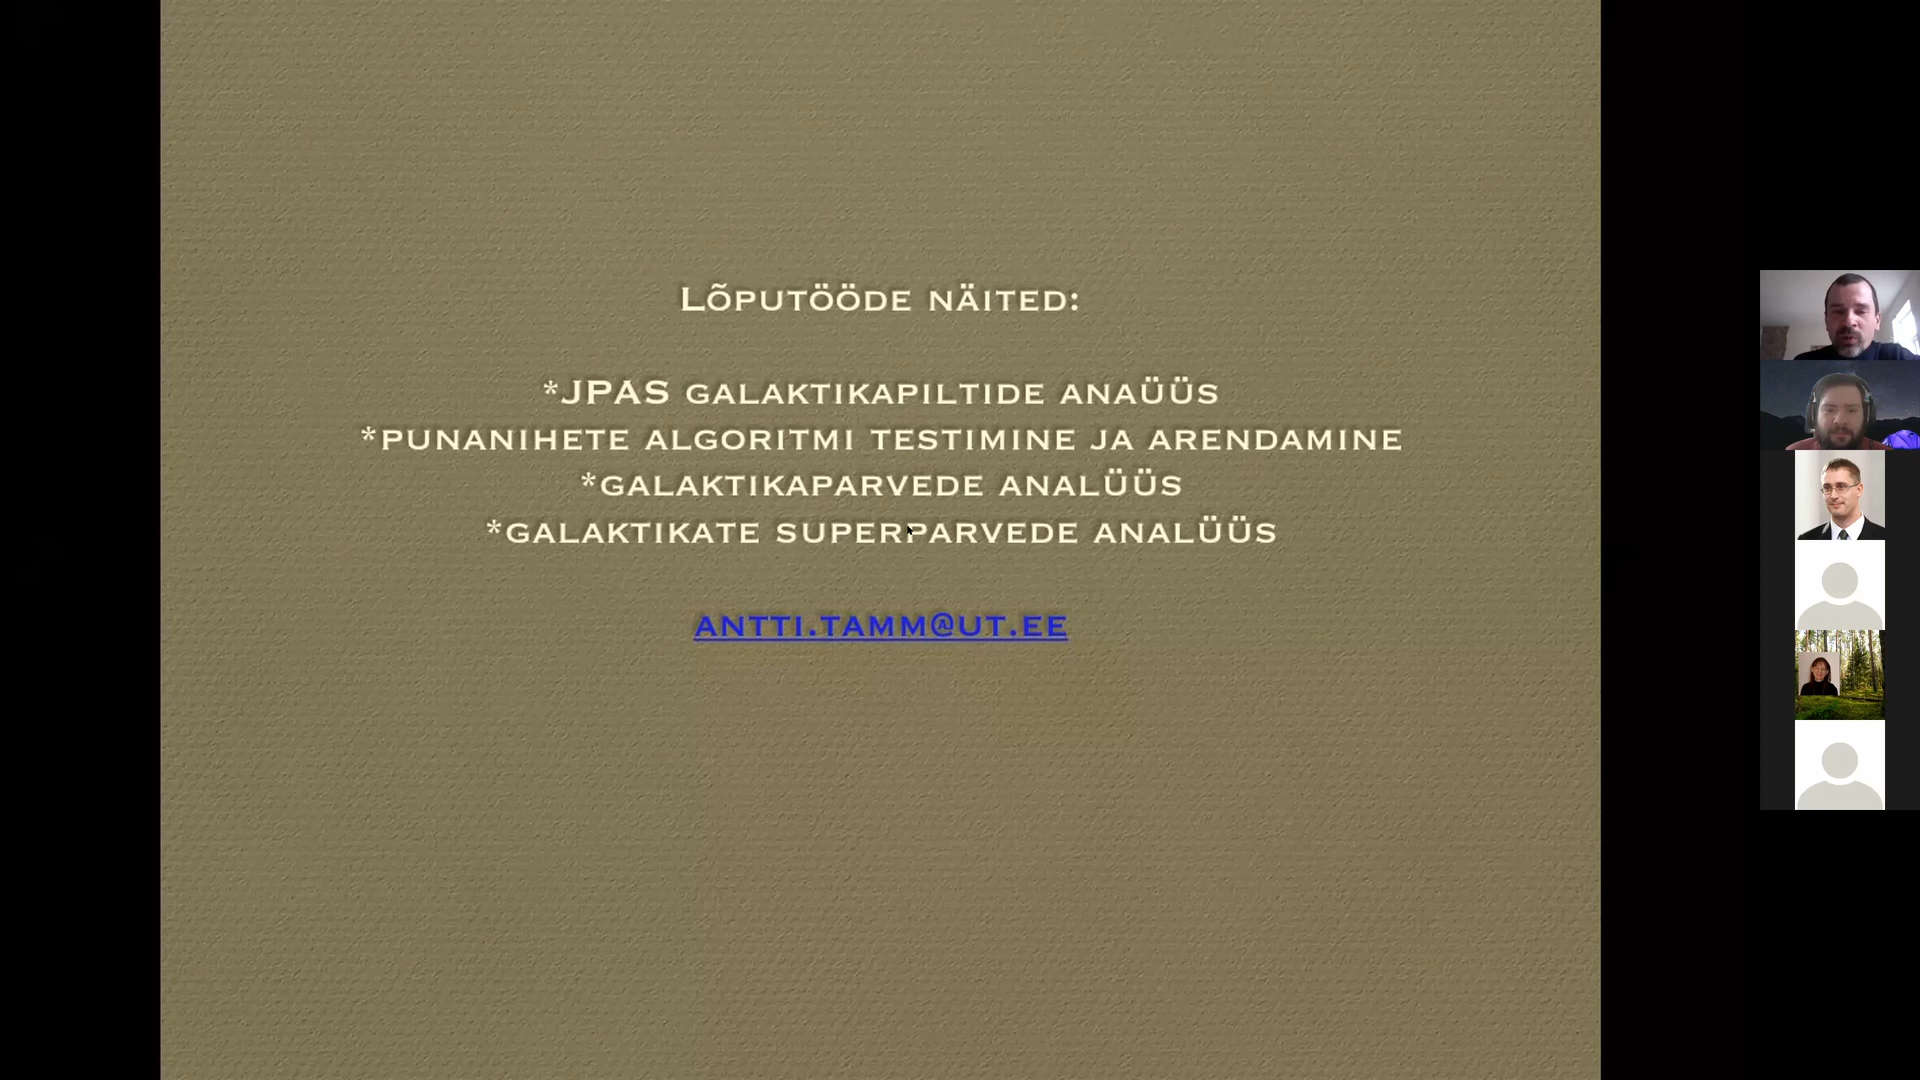 Lõputööde näited:
*JPAS galaktikapiltide anaüüs
*punanihete algoritmi testimine ja arendamine
*galaktikaparvede analüüs
*galaktikate superparvede analüüs
antti.tamm@ut.ee